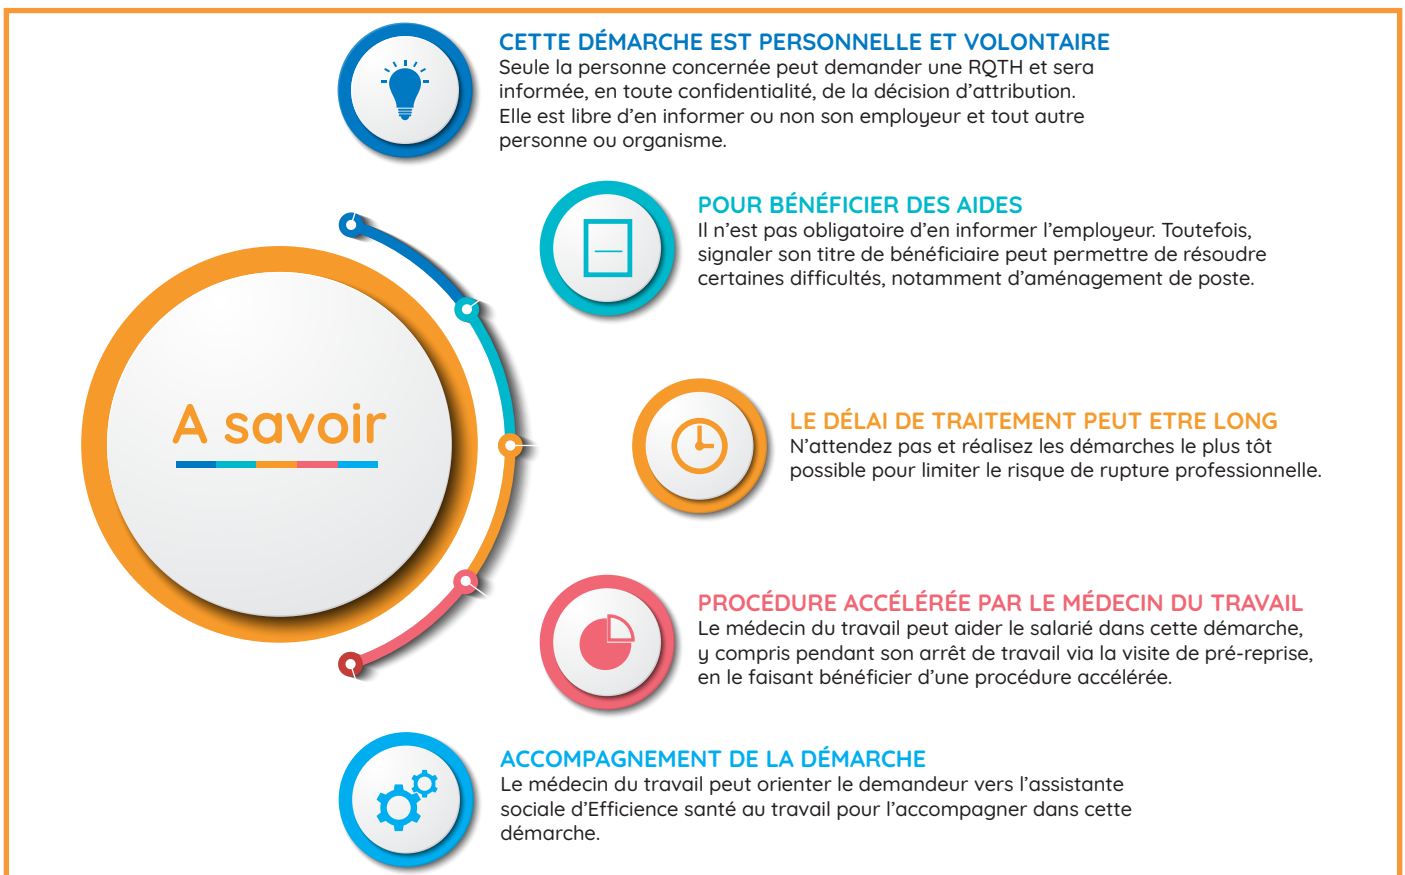 CETTE DÉMARCHE EST PERSONNELLE ET VOLONTAIRE
Seule la personne concernée peut demander une RQTH et sera
informée, en toute confidentialité, de la décision d’attribution.
Elle est libre d’en informer ou non son employeur et tout autre
personne ou organisme.
POUR BÉNÉFICIER DES AIDES
Il n’est pas obligatoire d’en informer l’employeur. Toutefois,
signaler son titre de bénéficiaire peut permettre de résoudre
certaines difficultés, notamment d’aménagement de poste.
A savoir
LE DÉLAI DE TRAITEMENT PEUT ETRE LONG
N’attendez pas et réalisez les démarches le plus tôt
possible pour limiter le risque de rupture professionnelle.
PROCÉDURE ACCÉLÉRÉE PAR LE MÉDECIN DU TRAVAIL
Le médecin du travail peut aider le salarié dans cette démarche,
y compris pendant son arrêt de travail via la visite de pré-reprise,
en le faisant bénéficier d’une procédure accélérée.
ACCOMPAGNEMENT DE LA DÉMARCHE
Le médecin du travail peut orienter le demandeur vers l’assistante
sociale d’Efficience santé au travail pour l’accompagner dans cette
démarche.